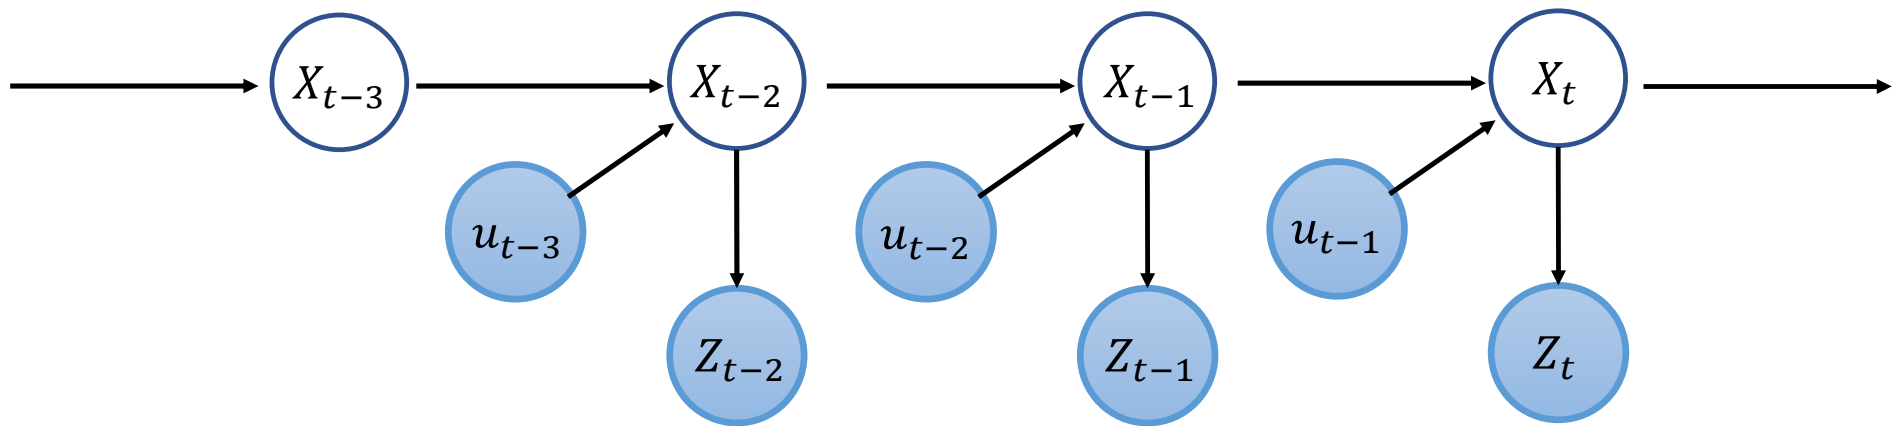 X_{t−3} X_{t−2} X_{t−1} X_t
u_{t−3} u_{t−2} u_{t−1}
Z_{t−2} Z_{t−1} Z_t